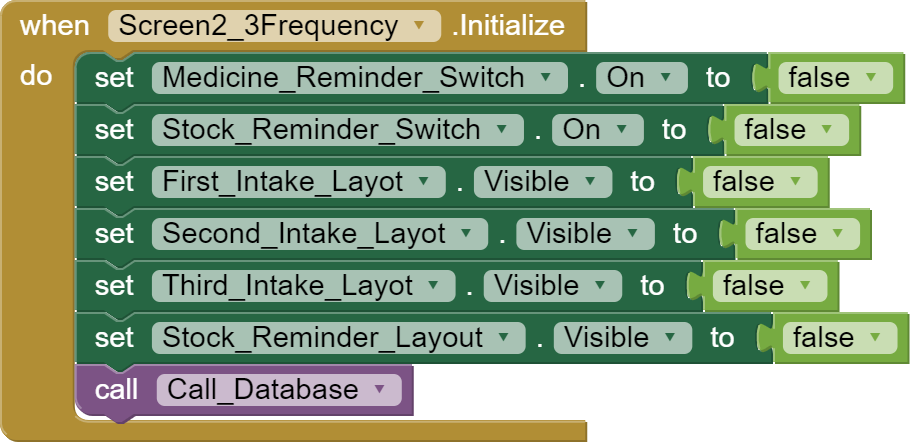 when Screen2_3Frequency .Initialize
do set Medicine_Reminder_Switch . On to false
set Stock_Reminder_Switch . On to false
set First_Intake_Layot . Visible to false
set Second_Intake_Layot . Visible to false
set Third_Intake_Layot . Visible to false
set Stock_Reminder_Layout . Visible to false
call Call_Database